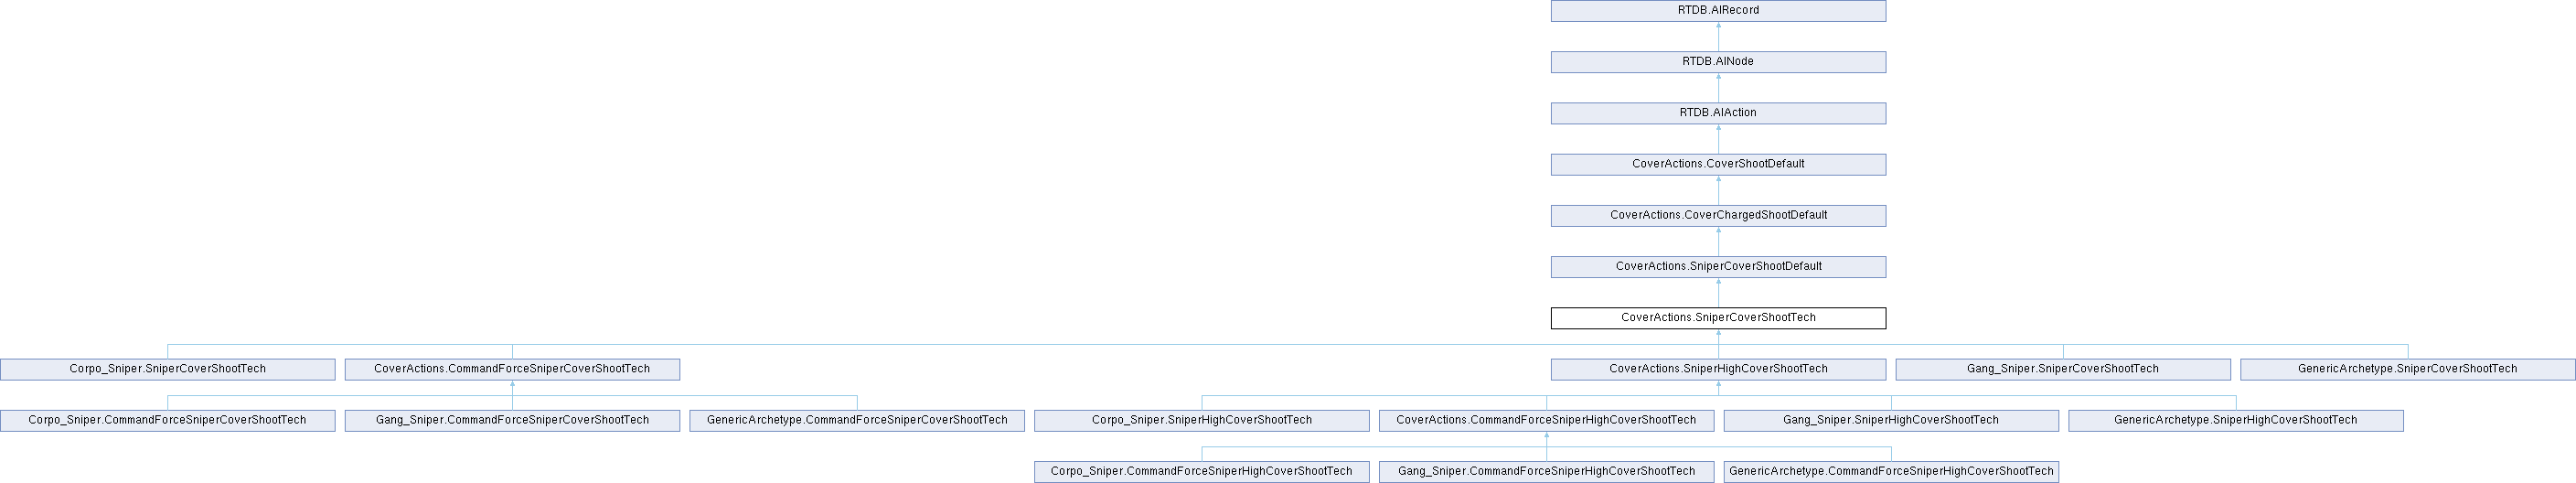 RTDB.AIRecord
RTDB.AINode
RTDB.AIAction
CoverActions.CoverShootDefault
CoverActions.CoverChargedShootDefault
CoverActions.SniperCoverShootDefault
CoverActions.SniperCoverShootTech
Corpo_Sniper.SniperCoverShootTech
CoverActions.CommandForceSniperCoverShootTech
CoverActions.SniperHighCoverShootTech
Gang_Sniper.SniperCoverShootTech
GenericArchetype.SniperCoverShootTech
Corpo_Sniper.CommandForceSniperCoverShootTech
Gang_Sniper.CommandForceSniperCoverShootTech
GenericArchetype.CommandForceSniperCoverShootTech
Corpo_Sniper.SniperHighCoverShootTech
CoverActions.CommandForceSniperHighCoverShootTech
Gang_Sniper.SniperHighCoverShootTech
GenericArchetype.SniperHighCoverShootTech
Corpo_Sniper.CommandForceSniperHighCoverShootTech
Gang_Sniper.CommandForceSniperHighCoverShootTech
GenericArchetype.CommandForceSniperHighCoverShootTech